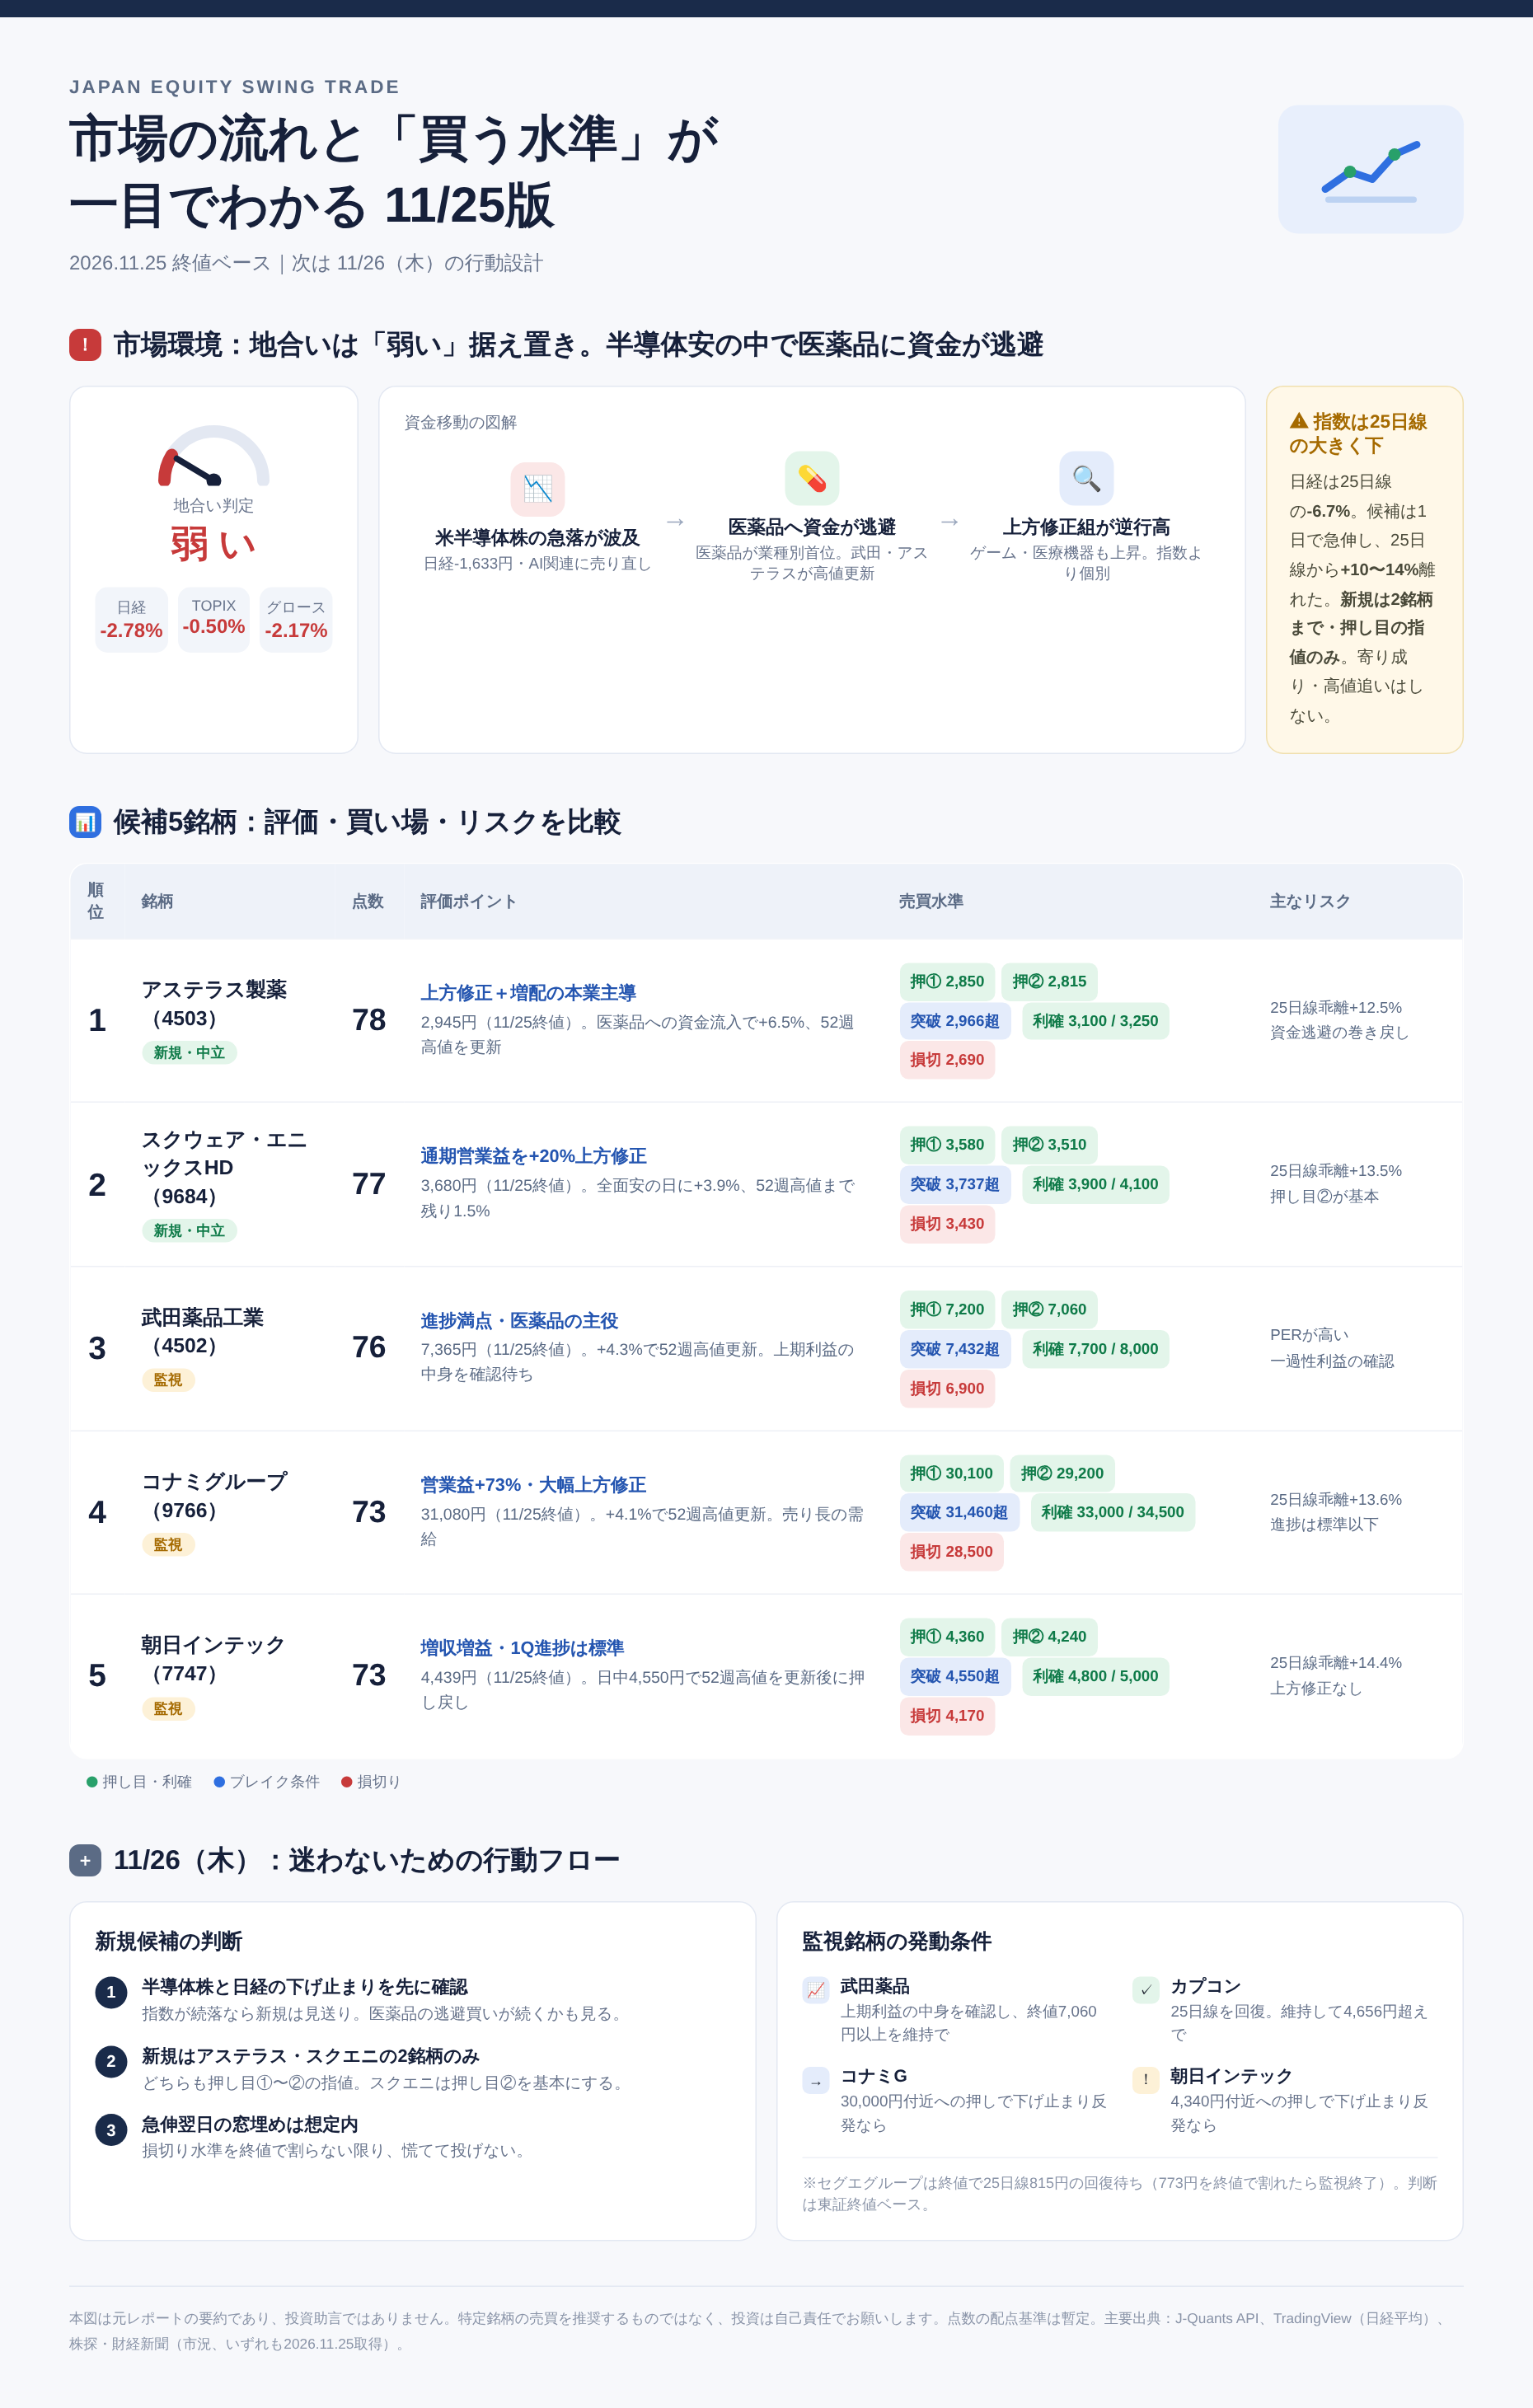 JAPAN EQUITY SWING TRADE
市場の流れと「買う水準」が
一目でわかる 11/25版
2026.11.25 終値ベース｜次は 11/26（木）の行動設計
! 市場環境：地合いは「弱い」据え置き。半導体安の中で医薬品に資金が逃避
地合い判定
弱い
日経
-2.78%
TOPIX
-0.50%
グロース
-2.17%
資金移動の図解
米半導体株の急落が波及
日経-1,633円・AI関連に売り直し
→
医薬品へ資金が逃避
医薬品が業種別首位。武田・アス
テラスが高値更新
→
上方修正組が逆行高
ゲーム・医療機器も上昇。指数よ
り個別
指数は25日線
の大きく下
日経は25日線
の-6.7%。候補は1
日で急伸し、25日
線から+10〜14%離
れた。新規は2銘柄
まで・押し目の指
値のみ。寄り成
り・高値追いはし
ない。
候補5銘柄：評価・買い場・リスクを比較
順
位
銘柄
点数
評価ポイント
売買水準
主なリスク
1
アステラス製薬
（4503）
新規・中立
78
上方修正＋増配の本業主導
2,945円（11/25終値）。医薬品への資金流入で+6.5%、52週
高値を更新
押① 2,850 押② 2,815
突破 2,966超 利確 3,100 / 3,250
損切 2,690
25日線乖離+12.5%
資金逃避の巻き戻し
2
スクウェア・エニ
ックスHD
（9684）
新規・中立
77
通期営業益を+20%上方修正
3,680円（11/25終値）。全面安の日に+3.9%、52週高値まで
残り1.5%
押① 3,580 押② 3,510
突破 3,737超 利確 3,900 / 4,100
損切 3,430
25日線乖離+13.5%
押し目②が基本
3
武田薬品工業
（4502）
監視
76
進捗満点・医薬品の主役
7,365円（11/25終値）。+4.3%で52週高値更新。上期利益の
中身を確認待ち
押① 7,200 押② 7,060
突破 7,432超 利確 7,700 / 8,000
損切 6,900
PERが高い
一過性利益の確認
4
コナミグループ
（9766）
監視
73
営業益+73%・大幅上方修正
31,080円（11/25終値）。+4.1%で52週高値更新。売り長の需
給
押① 30,100 押② 29,200
突破 31,460超 利確 33,000 / 34,500
損切 28,500
25日線乖離+13.6%
進捗は標準以下
5
朝日インテック
（7747）
監視
73
増収増益・1Q進捗は標準
4,439円（11/25終値）。日中4,550円で52週高値を更新後に押
し戻し
押① 4,360 押② 4,240
突破 4,550超 利確 4,800 / 5,000
損切 4,170
25日線乖離+14.4%
上方修正なし
押し目・利確 ブレイク条件 損切り
+ 11/26（木）：迷わないための行動フロー
新規候補の判断
1 半導体株と日経の下げ止まりを先に確認
指数が続落なら新規は見送り。医薬品の逃避買いが続くかも見る。
2 新規はアステラス・スクエニの2銘柄のみ
どちらも押し目①〜②の指値。スクエニは押し目②を基本にする。
3 急伸翌日の窓埋めは想定内
損切り水準を終値で割らない限り、慌てて投げない。
監視銘柄の発動条件
武田薬品
上期利益の中身を確認し、終値7,060
円以上を維持で
✓ カプコン
25日線を回復。維持して4,656円超え
で
→ コナミG
30,000円付近への押しで下げ止まり反
発なら
! 朝日インテック
4,340円付近への押しで下げ止まり反
発なら
※セグエグループは終値で25日線815円の回復待ち（773円を終値で割れたら監視終了）。判断
は東証終値ベース。
本図は元レポートの要約であり、投資助言ではありません。特定銘柄の売買を推奨するものではなく、投資は自己責任でお願いします。点数の配点基準は暫定。主要出典：J-Quants API、TradingView（日経平均）、
株探・財経新聞（市況、いずれも2026.11.25取得）。